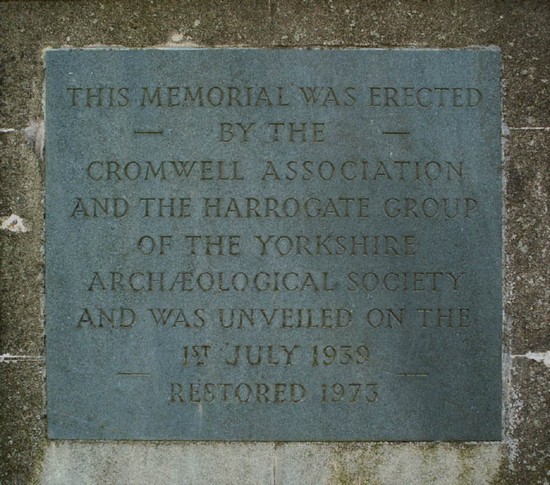 THIS MEMORIAL WAS ERECTED
— BY THE —
CROMWELL ASSOCIATION
AND THE HARROGATE GROUP
OF THE YORKSHIRE
ARCHÆOLOGICAL SOCIETY
AND WAS UNVEILED ON THE
1ST JULY 1939
— RESTORED 1973 —